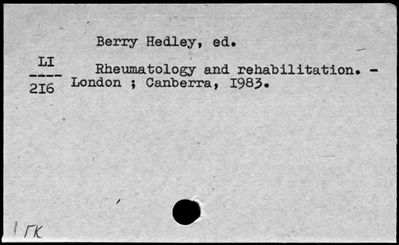 Berry Hedley, ed.
LI
216
Rheumatology and rehabilitation. -
London ; Canberra, 1983.
1 ГК